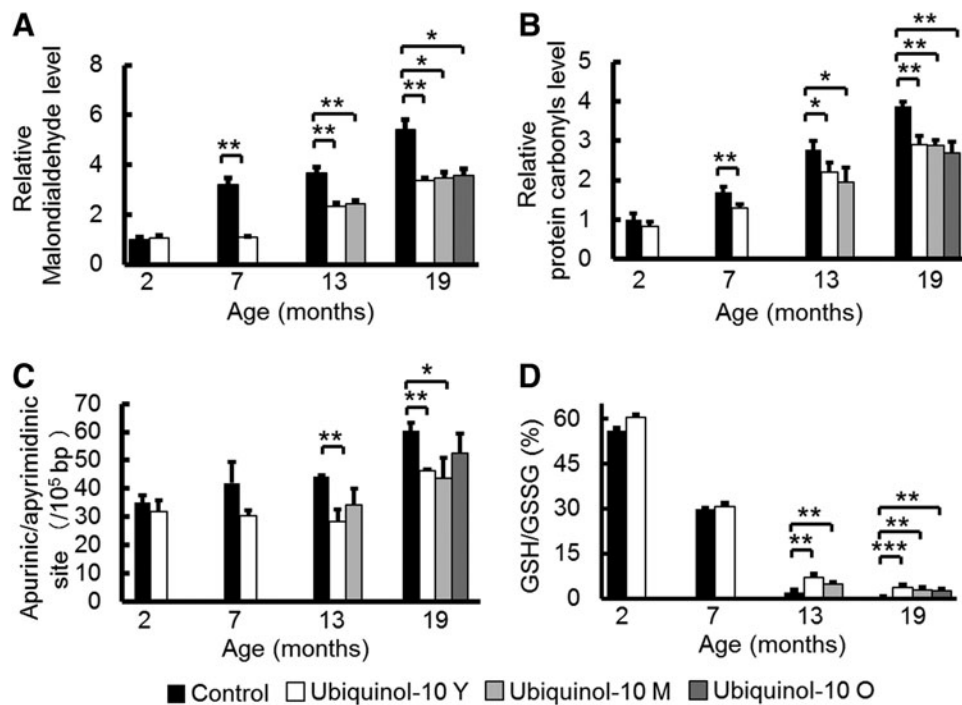 A
Relative
Malondialdehyde level
8
6
4
2
0
**
**
**
**
*
*
2 7 13 19
Age (months)
B
Relative
protein carbonyls level
5
4
3
2
1
0
**
*
*
**
**
**
2 7 13 19
Age (months)
C
Apurinic/apyrimidinic
site (/10⁵ bp)
70
60
50
40
30
20
10
0
**
**
*
2 7 13 19
Age (months)
D
GSH/GSSG (%)
60
45
30
15
0
**
**
***
**
**
2 7 13 19
Age (months)
Control Ubiquinol-10 Y Ubiquinol-10 M Ubiquinol-10 O